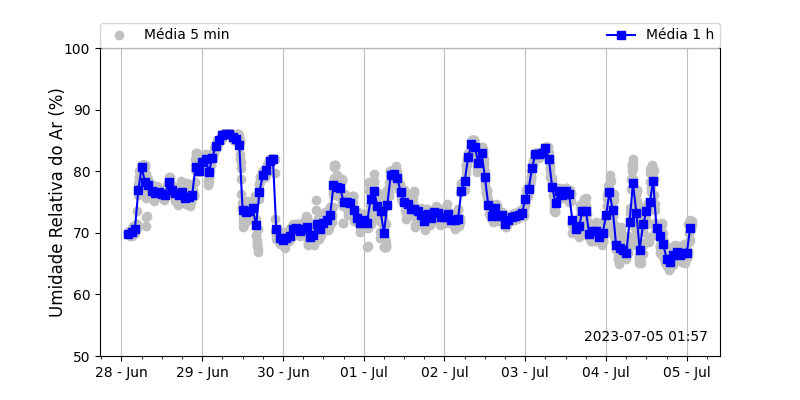 Média 5 min
Média 1 h
Umidade Relativa do Ar (%)
100
90
80
70
60
50
2023-07-05 01:57
28 - Jun
29 - Jun
30 - Jun
01 - Jul
02 - Jul
03 - Jul
04 - Jul
05 - Jul